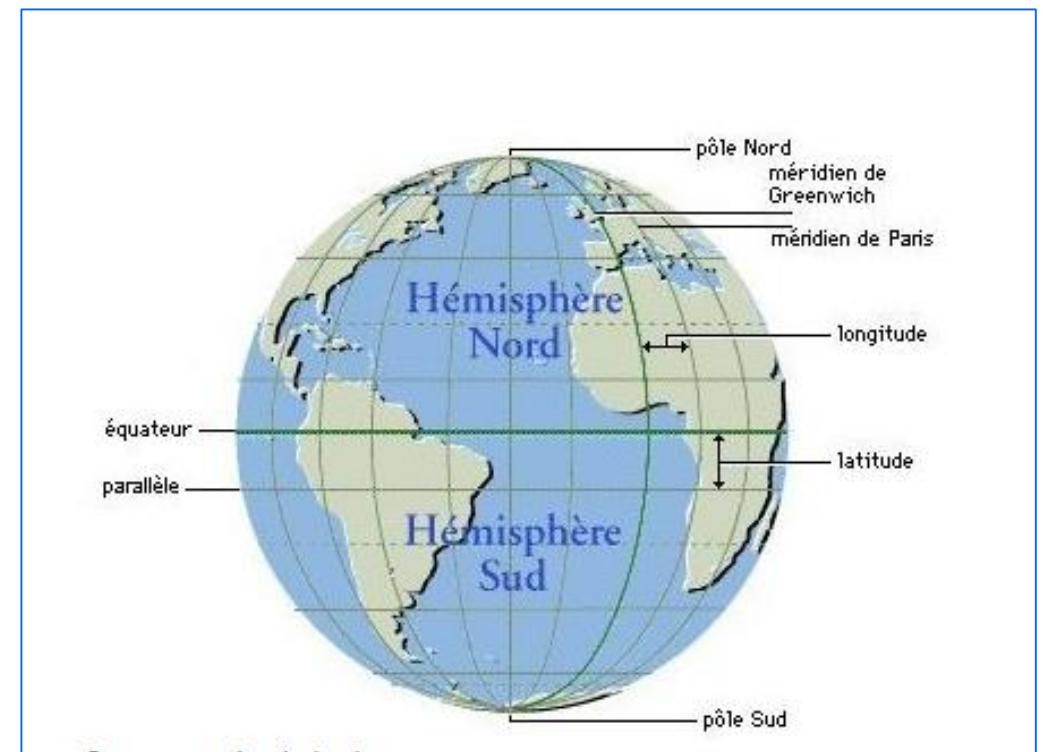 pôle Nord
méridien de
Greenwich
méridien de Paris
Hémisphère
Nord
longitude
équateur
latitude
parallèle
Hémisphère
Sud
pôle Sud